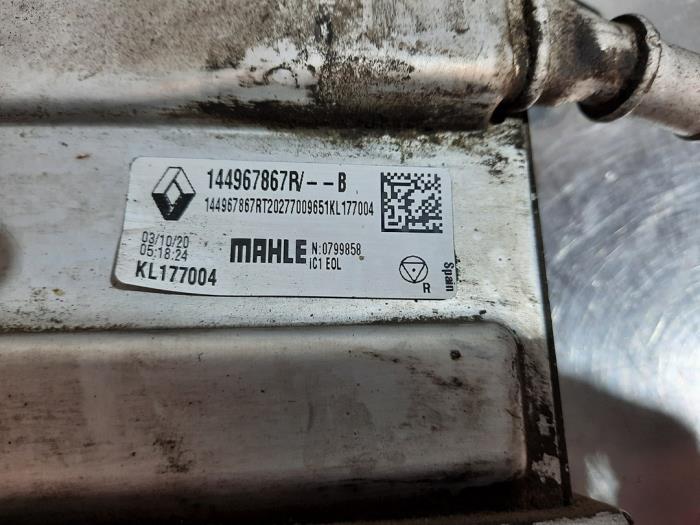 144967867R/--B
144967867RT20277009651KL177004
03/10/20
05:18:24
MAHLE N:0799858
iC1 EOL
KL177004
R
Spain